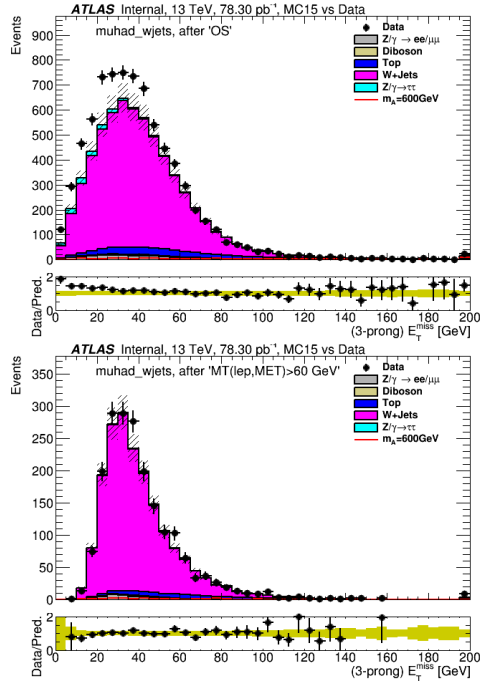 ATLAS Internal, 13 TeV, 78.30 pb⁻¹, MC15 vs Data
Events
muhad_wjets, after 'OS'
Data
Z/γ → ee/μμ
Diboson
Top
W+Jets
Z/γ→ττ
m_A=600GeV
900
800
700
600
500
400
300
200
100
0
Data/Pred.
2
1
0
0 20 40 60 80 100 120 140 160 180 200
(3-prong) E_T^miss [GeV]
ATLAS Internal, 13 TeV, 78.30 pb⁻¹, MC15 vs Data
Events
muhad_wjets, after 'MT(lep,MET)>60 GeV'
Data
Z/γ → ee/μμ
Diboson
Top
W+Jets
Z/γ→ττ
m_A=600GeV
350
300
250
200
150
100
50
0
Data/Pred.
2
1
0
0 20 40 60 80 100 120 140 160 180 200
(3-prong) E_T^miss [GeV]